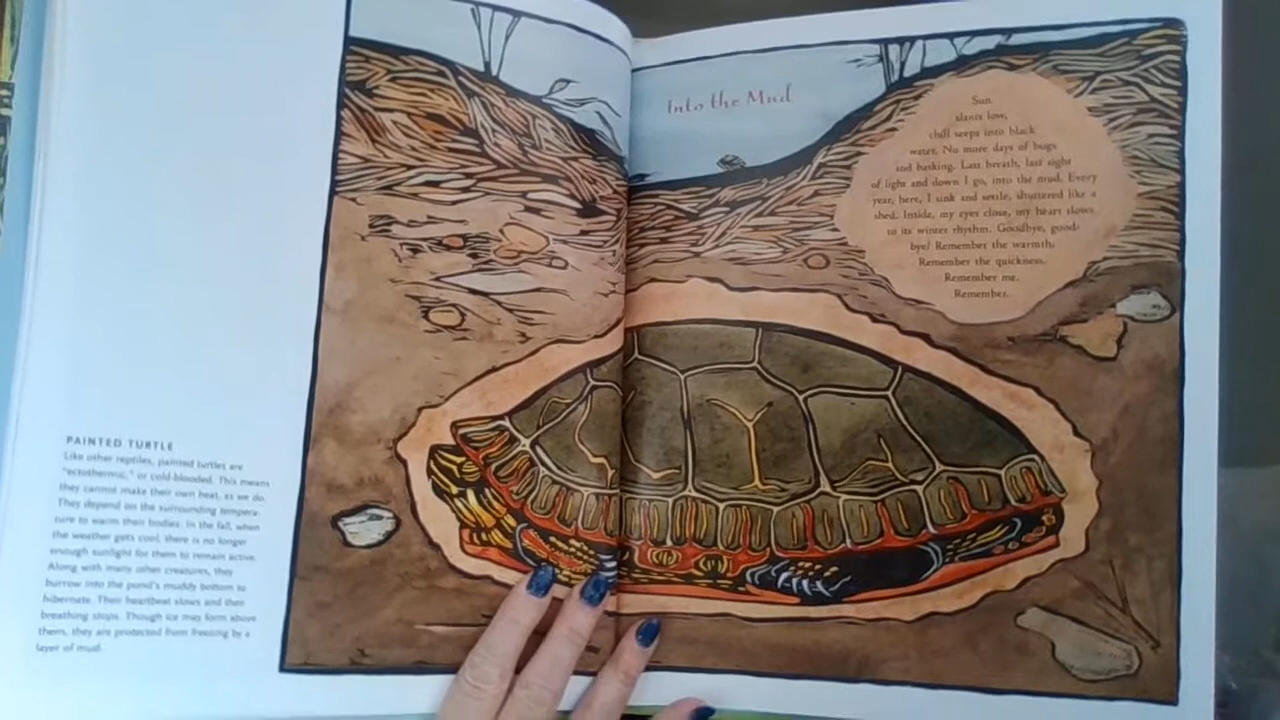 Into the Mud
Sun
slants low,
chill seeps into black
water. No more days of bugs
and basking. Last breath, last sight
of light and down I go, into the mud. Every
year, here, I sink and settle, shuttered like a
shed. Inside, my eyes close, my heart slows
to its winter rhythm. Goodbye, good-
bye! Remember the warmth.
Remember the quickness.
Remember me.
Remember.
PAINTED TURTLE
Like other reptiles, painted turtles are
"ectothermic," or cold-blooded. This means
they cannot make their own heat, as we do.
They depend on the surrounding tempera-
ture to warm their bodies. In the fall, when
the weather gets cool, there is no longer
enough sunlight for them to remain active.
Along with many other creatures, they
burrow into the pond's muddy bottom to
hibernate. Their heartbeat slows and their
breathing stops. Though ice may form above
them, they are protected from freezing by a
layer of mud.